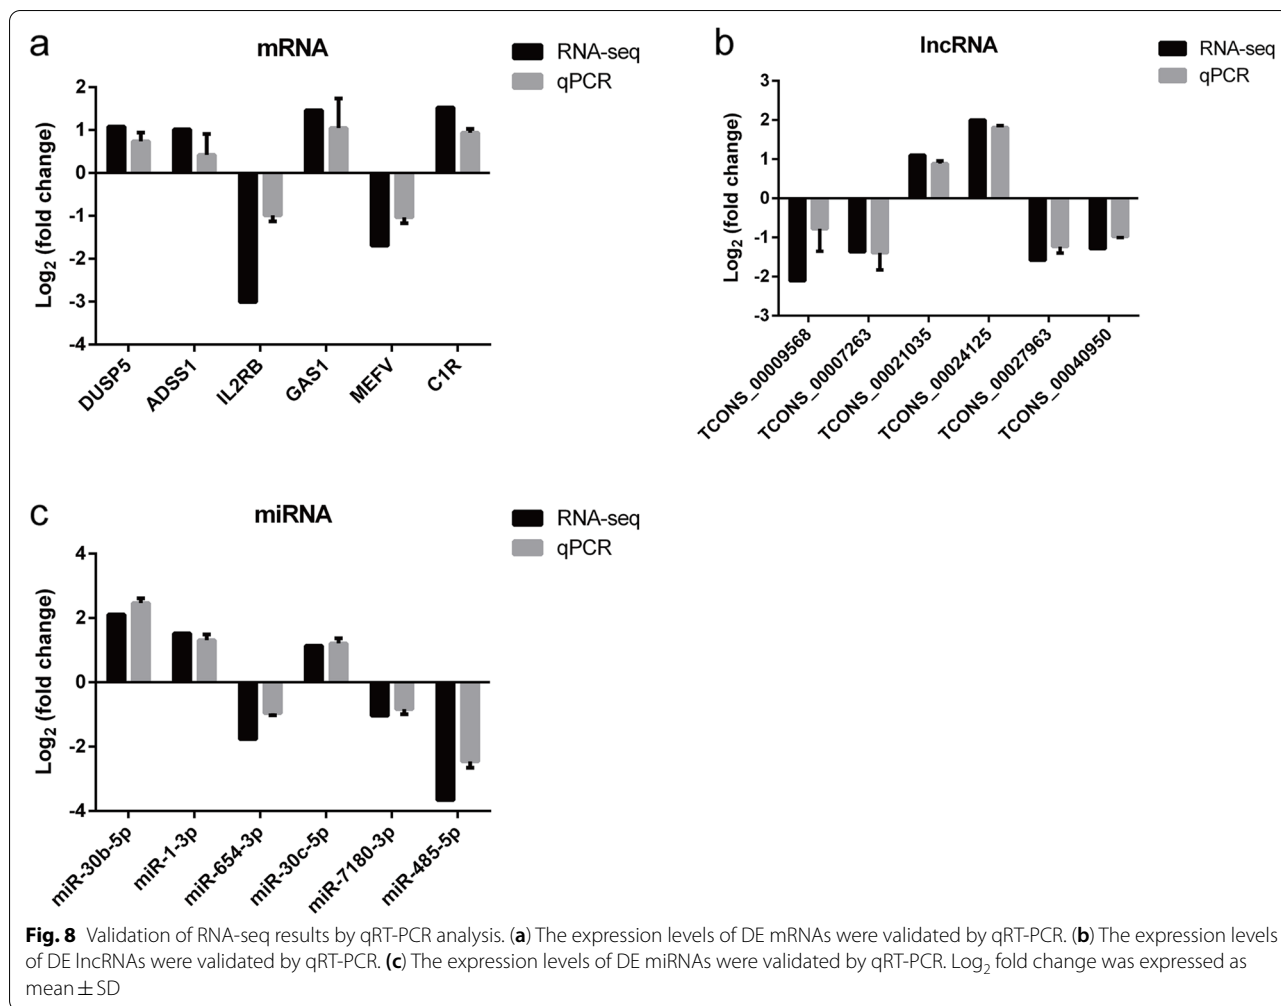 a
mRNA
RNA-seq
qPCR
Log₂ (fold change)
2
1
0
-1
-2
-3
-4
DUSP5
ADSS1
IL2RB
GAS1
MEFV
C1R
b
lncRNA
RNA-seq
qPCR
Log₂ (fold change)
3
2
1
0
-1
-2
-3
TCONS_00009568
TCONS_00007263
TCONS_00021035
TCONS_00024125
TCONS_00027963
TCONS_00040950
c
miRNA
RNA-seq
qPCR
Log₂ (fold change)
4
2
0
-2
-4
miR-30b-5p
miR-1-3p
miR-654-3p
miR-30c-5p
miR-7180-3p
miR-485-5p
Fig. 8 Validation of RNA-seq results by qRT-PCR analysis. (a) The expression levels of DE mRNAs were validated by qRT-PCR. (b) The expression levels
of DE lncRNAs were validated by qRT-PCR. (c) The expression levels of DE miRNAs were validated by qRT-PCR. Log₂ fold change was expressed as
mean ± SD